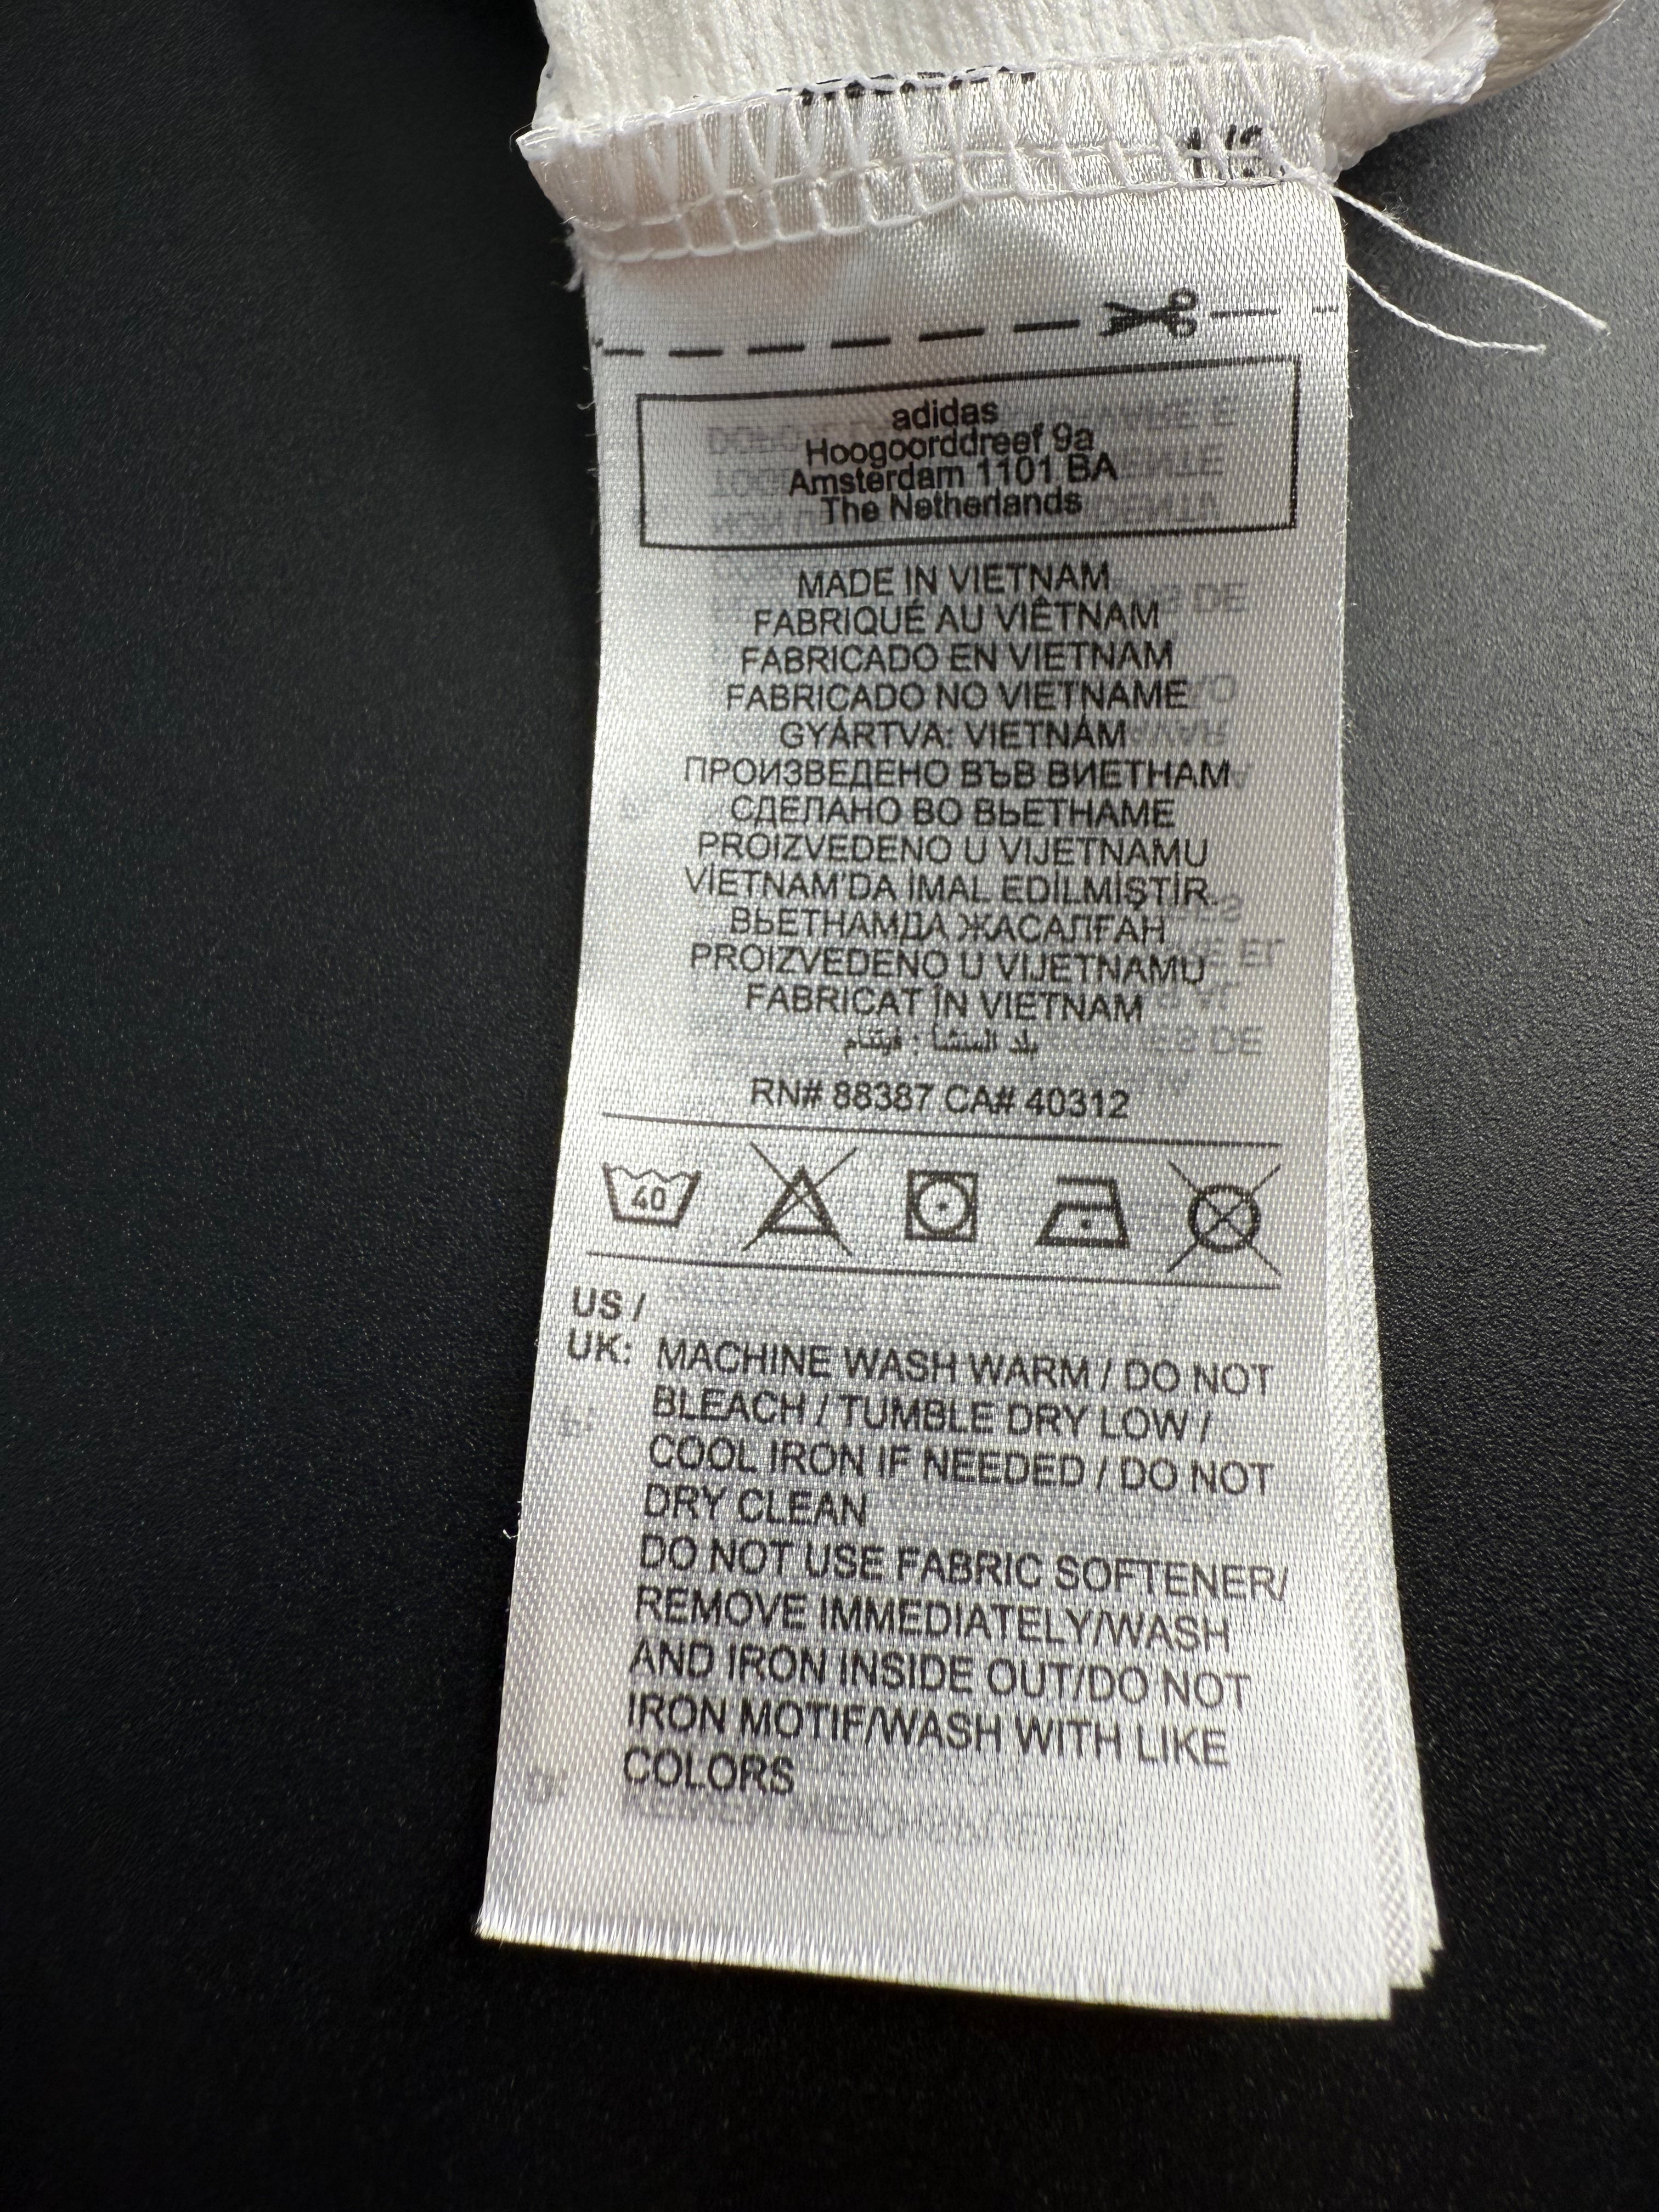 adidas
Hoogoorddreef 9a
Amsterdam 1101 BA
The Netherlands
MADE IN VIETNAM
FABRIQUÉ AU VIÊTNAM
FABRICADO EN VIETNAM
FABRICADO NO VIETNAME
GYÁRTVA: VIETNÁM
ПРОИЗВЕДЕНО ВЪВ ВИЕТНАМ
СДЕЛАНО ВО ВЬЕТНАМЕ
PROIZVEDENO U VIJETNAMU
VİETNAM'DA İMAL EDİLMİŞTİR.
ВЬЕТНАМДА ЖАСАЛҒАН
PROIZVEDENO U VIJETNAMU
FABRICAT ÎN VIETNAM
بلد المنشأ : فيتنام
RN# 88387 CA# 40312
40
US /
UK: MACHINE WASH WARM / DO NOT
BLEACH / TUMBLE DRY LOW /
COOL IRON IF NEEDED / DO NOT
DRY CLEAN
DO NOT USE FABRIC SOFTENER/
REMOVE IMMEDIATELY/WASH
AND IRON INSIDE OUT/DO NOT
IRON MOTIF/WASH WITH LIKE
COLORS